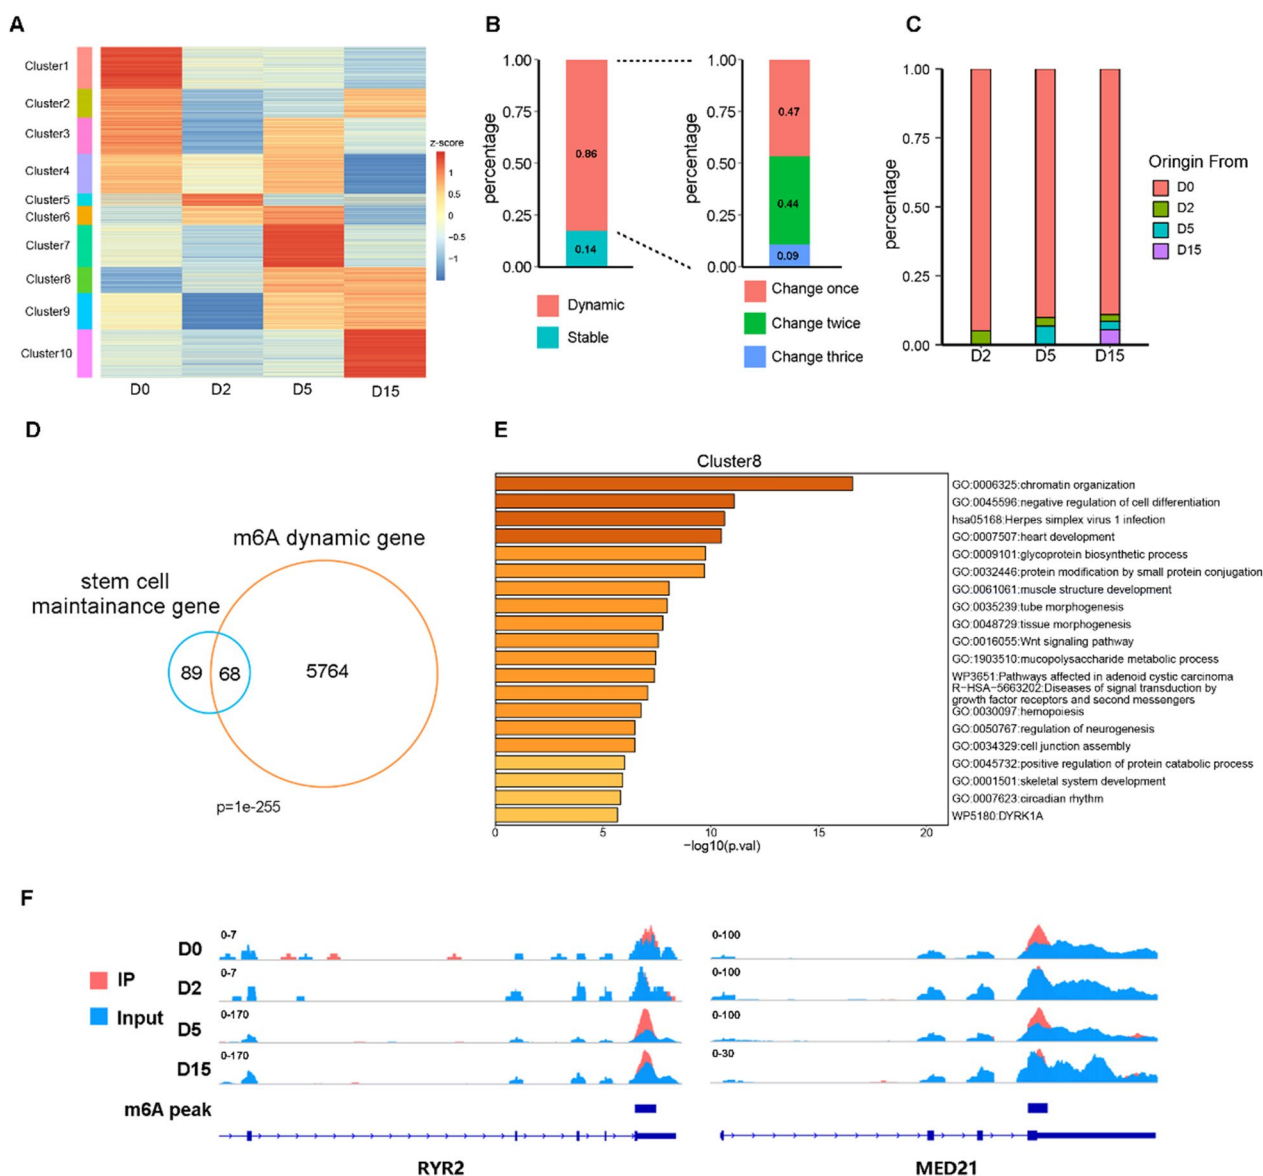 A
Cluster1
Cluster2
Cluster3
Cluster4
Cluster5
Cluster6
Cluster7
Cluster8
Cluster9
Cluster10
D0 D2 D5 D15
z-score
1
0.5
0
−0.5
−1
B
percentage
1.00
0.75
0.50
0.25
0.00
0.86
0.14
Dynamic
Stable
percentage
1.00
0.75
0.50
0.25
0.00
0.47
0.44
0.09
Change once
Change twice
Change thrice
C
percentage
1.00
0.75
0.50
0.25
0.00
D2 D5 D15
Oringin From
D0
D2
D5
D15
D
m6A dynamic gene
stem cell
maintainance gene
89 68 5764
p=1e-255
E
Cluster8
GO:0006325:chromatin organization
GO:0045596:negative regulation of cell differentiation
hsa05168:Herpes simplex virus 1 infection
GO:0007507:heart development
GO:0009101:glycoprotein biosynthetic process
GO:0032446:protein modification by small protein conjugation
GO:0061061:muscle structure development
GO:0035239:tube morphogenesis
GO:0048729:tissue morphogenesis
GO:0016055:Wnt signaling pathway
GO:1903510:mucopolysaccharide metabolic process
WP3651:Pathways affected in adenoid cystic carcinoma
R−HSA−5663202:Diseases of signal transduction by
growth factor receptors and second messengers
GO:0030097:hemopoiesis
GO:0050767:regulation of neurogenesis
GO:0034329:cell junction assembly
GO:0045732:positive regulation of protein catabolic process
GO:0001501:skeletal system development
GO:0007623:circadian rhythm
WP5180:DYRK1A
0 5 10 15 20
−log10(p.val)
F
IP
Input
D0
D2
D5
D15
m6A peak
0-7
0-7
0-170
0-170
RYR2
0-100
0-100
0-100
0-30
MED21